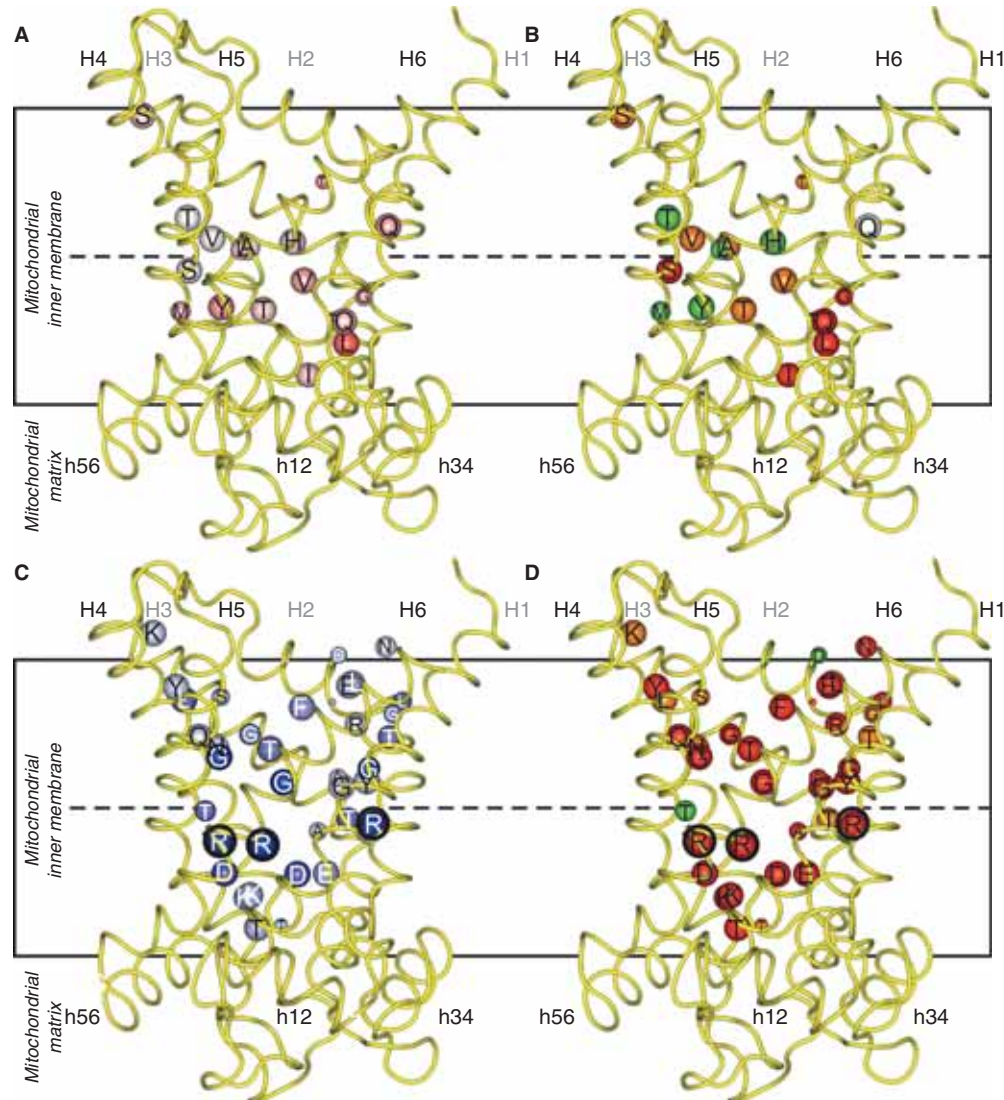 A
H4 H3 H5 H2 H6 H1
S
T V A H Q
S V
M Y T Q
L
I
Mitochondrial
inner membrane
Mitochondrial
matrix
h56 h12 h34
B
H4 H3 H5 H2 H6 H1
S
T V A H Q
S V
M Y T
L
I
h56 h12 h34
C
H4 H3 H5 H2 H6 H1
K N
Y L S F R G
G T T
G G G
T T R
R R A
D D E
K
T
Mitochondrial
inner membrane
Mitochondrial
matrix
h56 h12 h34
D
H4 H3 H5 H2 H6 H1
K D N
Y L S F R G
G T T
G G
T T R
R R
D D E
K
T
h56 h12 h34